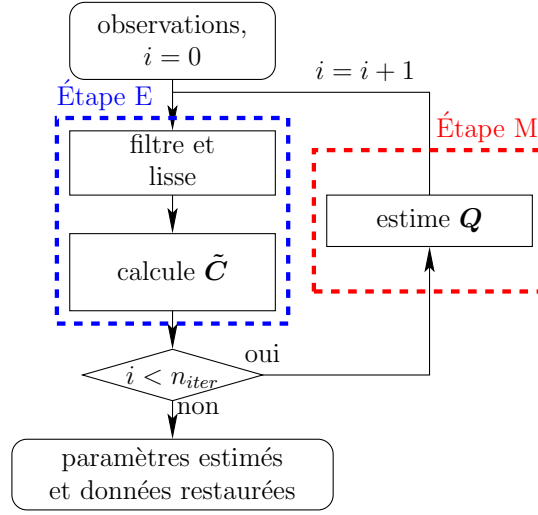 observations,
i = 0
i = i + 1
Étape E
Étape M
filtre et
lisse
estime Q
calcule C̃
oui
i < n_iter
non
paramètres estimés
et données restaurées